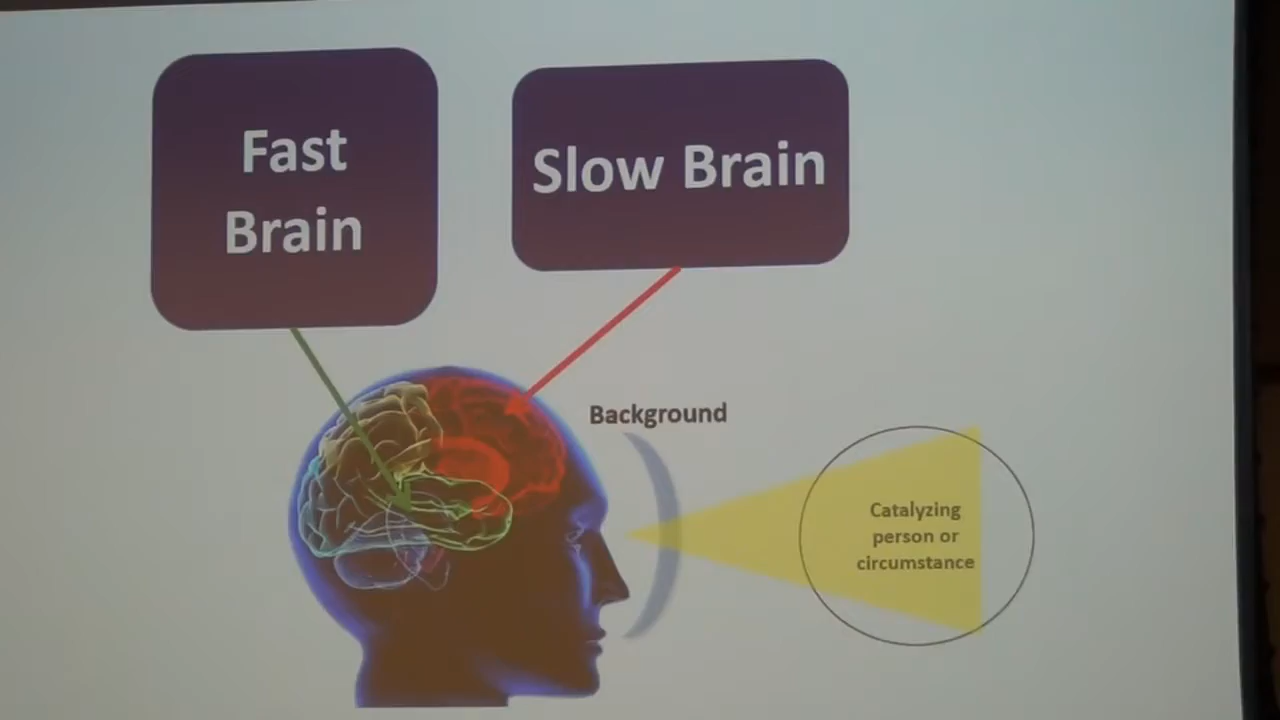 Fast
Brain
Slow Brain
Background
Catalyzing
person or
circumstance